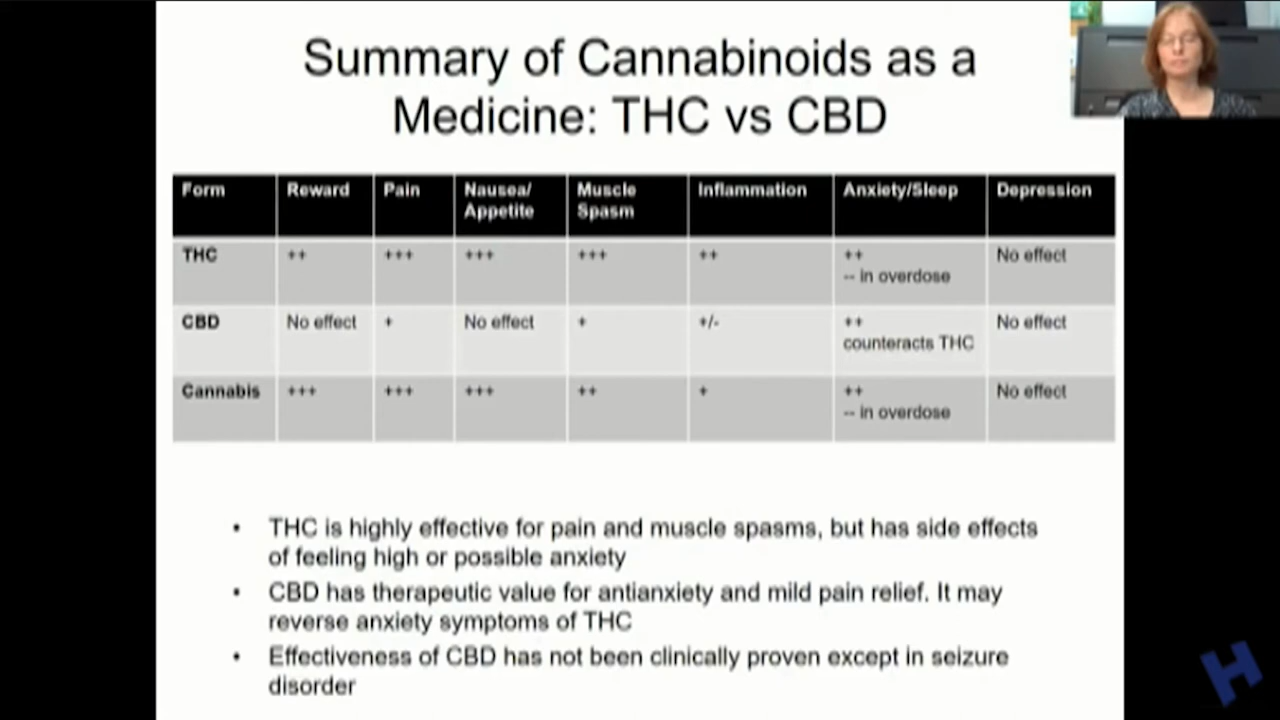 Summary of Cannabinoids as a
Medicine: THC vs CBD
Form Reward Pain Nausea/ Appetite Muscle Spasm Inflammation Anxiety/Sleep Depression
THC ++ +++ +++ +++ ++ ++ -- in overdose No effect
CBD No effect + No effect + +/- ++ counteracts THC No effect
Cannabis +++ +++ +++ ++ + ++ -- in overdose No effect
• THC is highly effective for pain and muscle spasms, but has side effects
of feeling high or possible anxiety
• CBD has therapeutic value for antianxiety and mild pain relief. It may
reverse anxiety symptoms of THC
• Effectiveness of CBD has not been clinically proven except in seizure
disorder
H